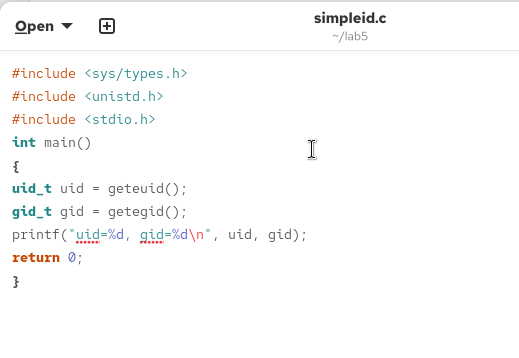 Open
simpleid.c
~/lab5
#include <sys/types.h>
#include <unistd.h>
#include <stdio.h>
int main()
{
uid_t uid = geteuid();
gid_t gid = getegid();
printf("uid=%d, gid=%d\n", uid, gid);
return 0;
}